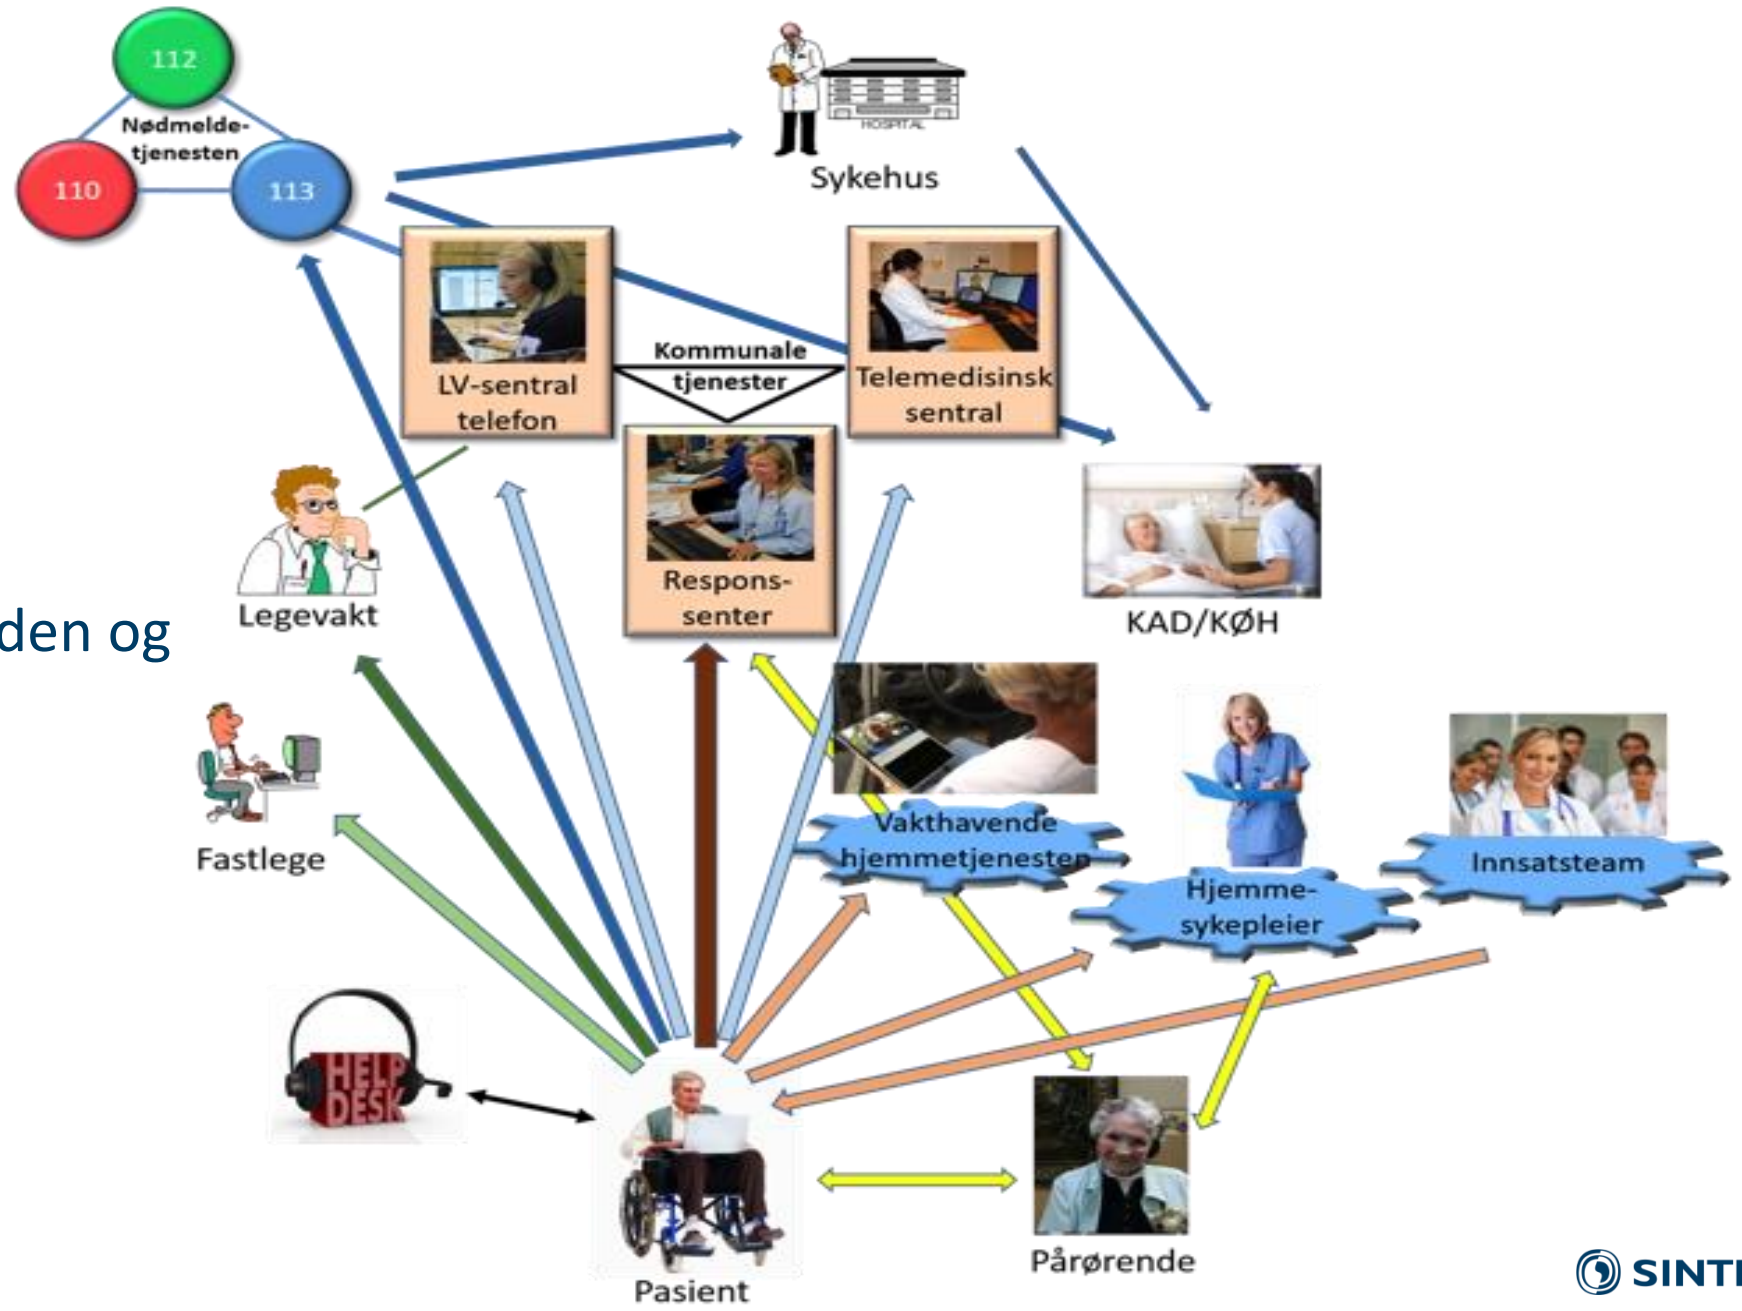 112
Nødmelde-
tjenesten
110
113
HOSPITAL
Sykehus
LV-sentral
telefon
Kommunale
tjenester
Telemedisinsk
sentral
Respons-
senter
Legevakt
KAD/KØH
den og
Fastlege
Vakthavende
hjemmetjenesten
Hjemme-
sykepleier
Innsatsteam
HELP
DESK
Pasient
Pårørende
SINTI